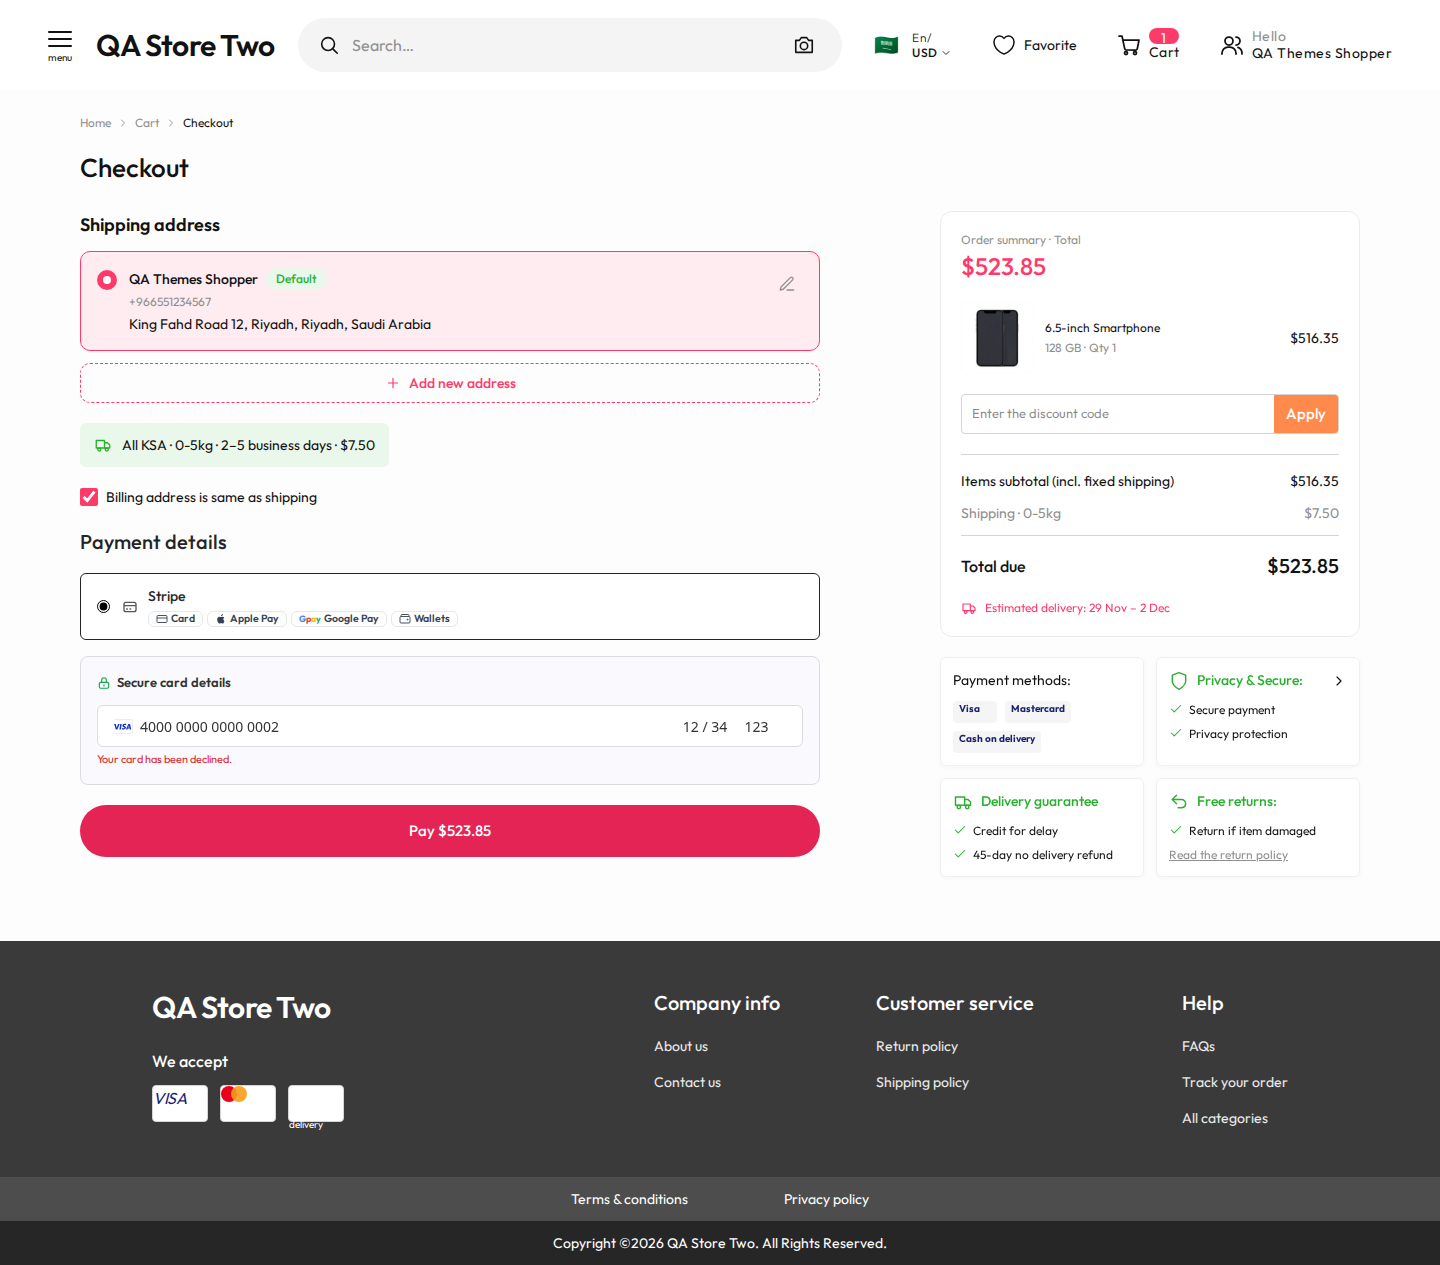 menu
QA Store Two
Search...
En/
USD
Favorite
1
Cart
Hello
QA Themes Shopper
Home
Cart
Checkout
Checkout
Shipping address
QA Themes Shopper
Default
+966551234567
King Fahd Road 12, Riyadh, Riyadh, Saudi Arabia
Add new address
All KSA · 0-5kg · 2–5 business days · $7.50
Billing address is same as shipping
Payment details
Stripe
Card
Apple Pay
G pay Google Pay
Wallets
Secure card details
VISA 4000 0000 0000 0002 12 / 34 123
Your card has been declined.
Pay $523.85
Order summary · Total
$523.85
6.5-inch Smartphone
128 GB · Qty 1
$516.35
Enter the discount code
Apply
Items subtotal (incl. fixed shipping) $516.35
Shipping · 0-5kg $7.50
Total due $523.85
Estimated delivery: 29 Nov – 2 Dec
Payment methods:
Visa
Mastercard
Cash on delivery
Privacy & Secure:
Secure payment
Privacy protection
Delivery guarantee
Credit for delay
45-day no delivery refund
Free returns:
Return if item damaged
Read the return policy
QA Store Two
We accept
VISA
delivery
Company info
About us
Contact us
Customer service
Return policy
Shipping policy
Help
FAQs
Track your order
All categories
Terms & conditions
Privacy policy
Copyright ©2026 QA Store Two. All Rights Reserved.